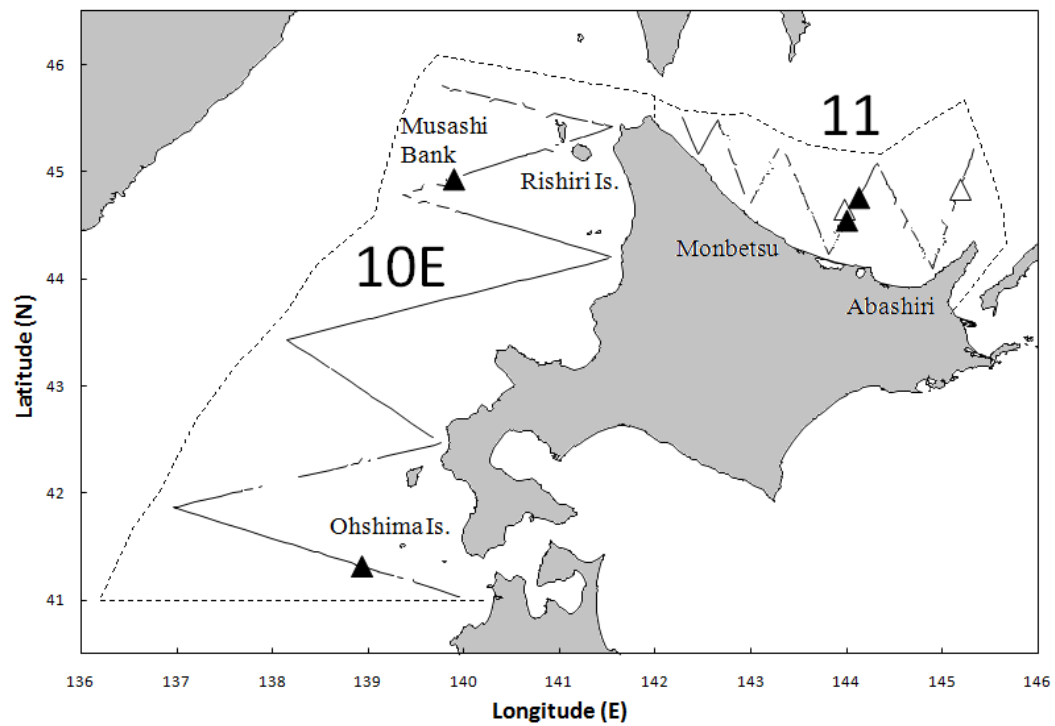 46
45
44
43
42
41
Latitude (N)
11
Musashi
Bank
Rishiri Is.
10E
Monbetsu
Abashiri
Ohshima Is.
136 137 138 139 140 141 142 143 144 145 146
Longitude (E)